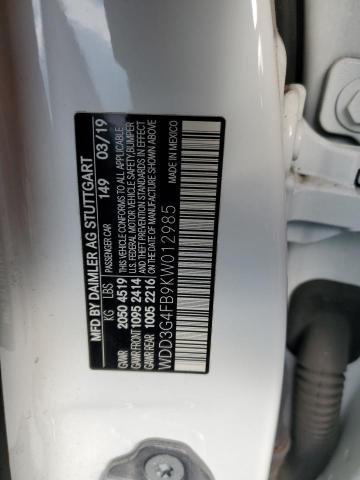 MFD BY DAIMLER AG STUTTGART
PASSENGER CAR 149 03/19
KG LBS THIS VEHICLE CONFORMS TO ALL APPLICABLE
GVWR 2050 4519 U.S. FEDERAL MOTOR VEHICLE SAFETY,BUMPER,
GAWR FRONT 1095 2414 AND THEFT PREVENTION STANDARDS IN EFFECT
GAWR REAR 1005 2216 ON THE DATE OF MANUFACTURE SHOWN ABOVE
WDD3G4FB9KW012985 MADE IN MEXICO